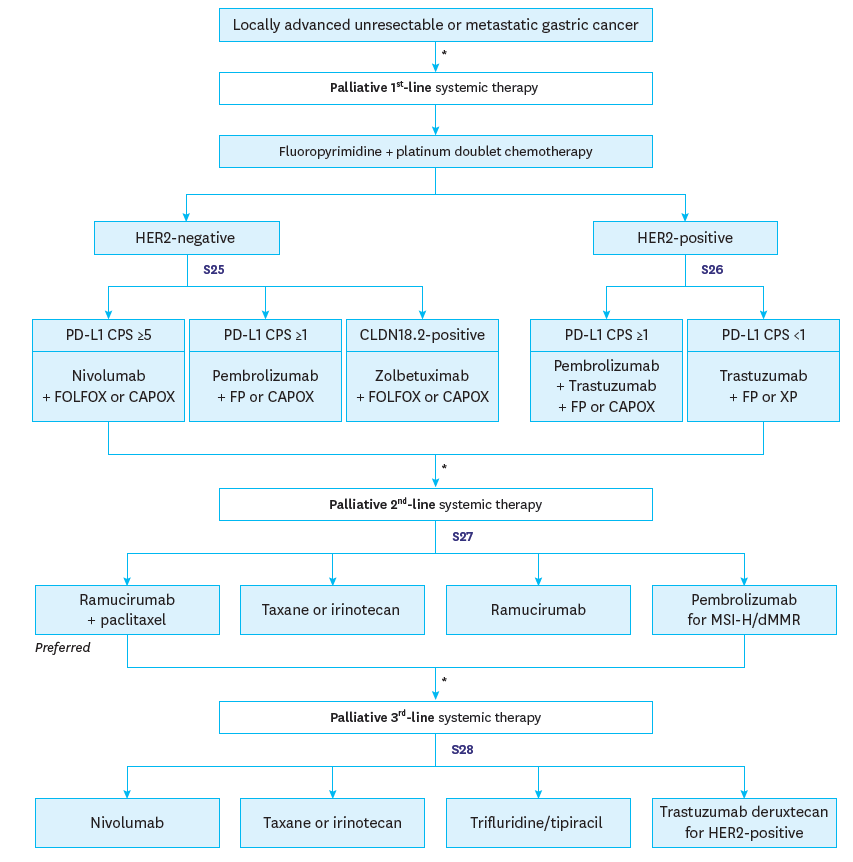 Locally advanced unresectable or metastatic gastric cancer
*
Palliative 1st-line systemic therapy
Fluoropyrimidine + platinum doublet chemotherapy
HER2-negative
HER2-positive
S25
S26
PD-L1 CPS ≥5
Nivolumab
+ FOLFOX or CAPOX
PD-L1 CPS ≥1
Pembrolizumab
+ FP or CAPOX
CLDN18.2-positive
Zolbetuximab
+ FOLFOX or CAPOX
PD-L1 CPS ≥1
Pembrolizumab
+ Trastuzumab
+ FP or CAPOX
PD-L1 CPS <1
Trastuzumab
+ FP or XP
*
Palliative 2nd-line systemic therapy
S27
Ramucirumab
+ paclitaxel
Preferred
Taxane or irinotecan
Ramucirumab
Pembrolizumab
for MSI-H/dMMR
*
Palliative 3rd-line systemic therapy
S28
Nivolumab
Taxane or irinotecan
Trifluridine/tipiracil
Trastuzumab deruxtecan
for HER2-positive